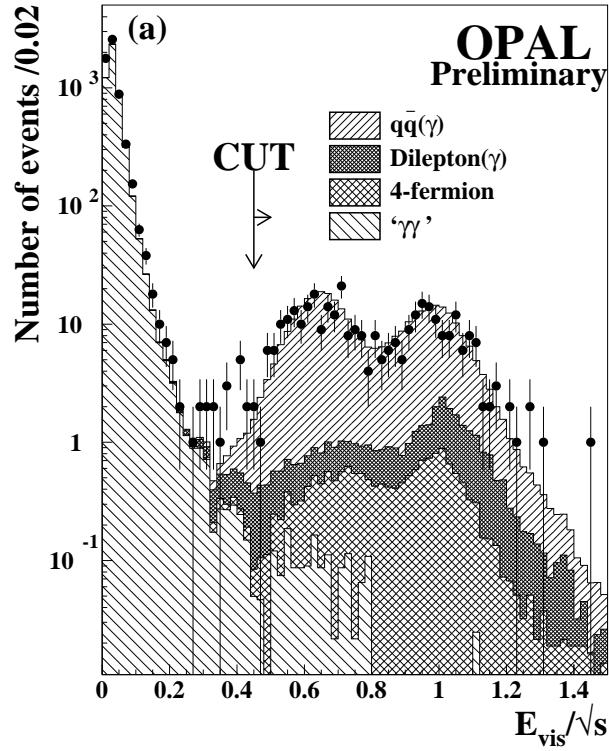 (a)
OPAL
Preliminary
Number of events /0.02
10³
10²
10
1
10⁻¹
CUT
qq̄(γ)
Dilepton(γ)
4-fermion
‘γγ’
0 0.2 0.4 0.6 0.8 1 1.2 1.4
E_vis/√s